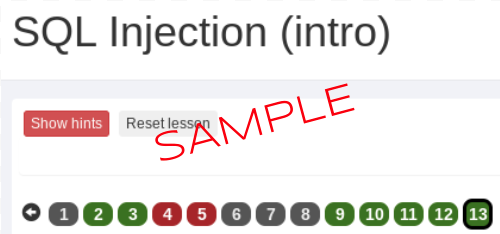 SQL Injection (intro)
Show hints Reset lesson
SAMPLE
1 2 3 4 5 6 7 8 9 10 11 12 13